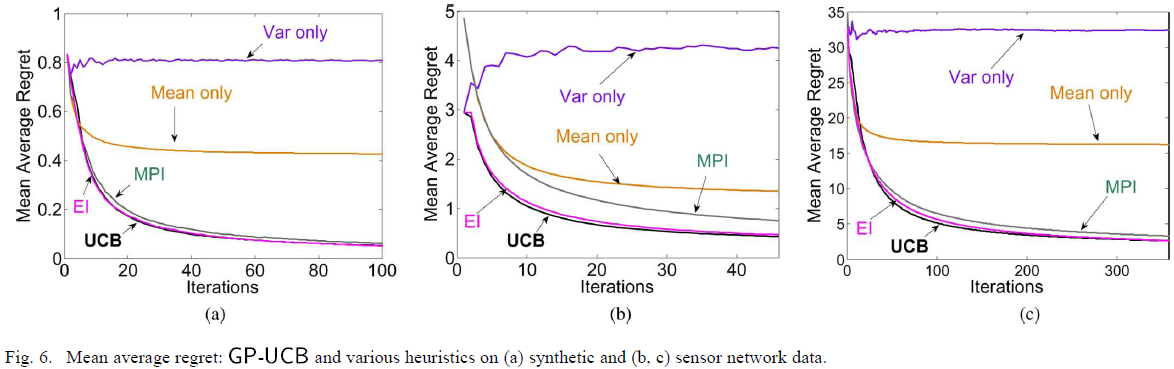 Mean Average Regret
1
0.8
0.6
0.4
0.2
0
0 20 40 60 80 100
Iterations
Var only
Mean only
MPI
EI
UCB
(a)
Mean Average Regret
5
4
3
2
1
0
0 10 20 30 40
Iterations
Var only
Mean only
MPI
EI
UCB
(b)
Mean Average Regret
35
30
25
20
15
10
5
0
100 200 300
Iterations
Var only
Mean only
MPI
EI
UCB
(c)
Fig. 6. Mean average regret: GP-UCB and various heuristics on (a) synthetic and (b, c) sensor network data.